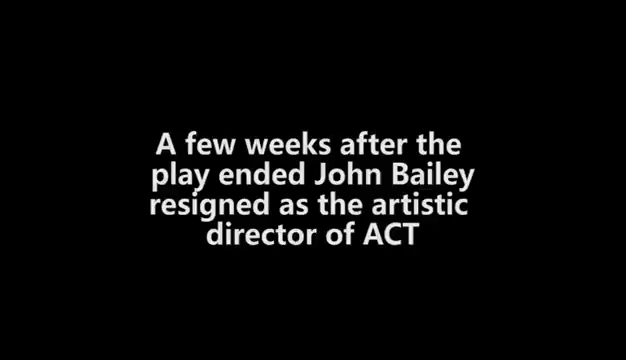 A few weeks after the
play ended John Bailey
resigned as the artistic
director of ACT